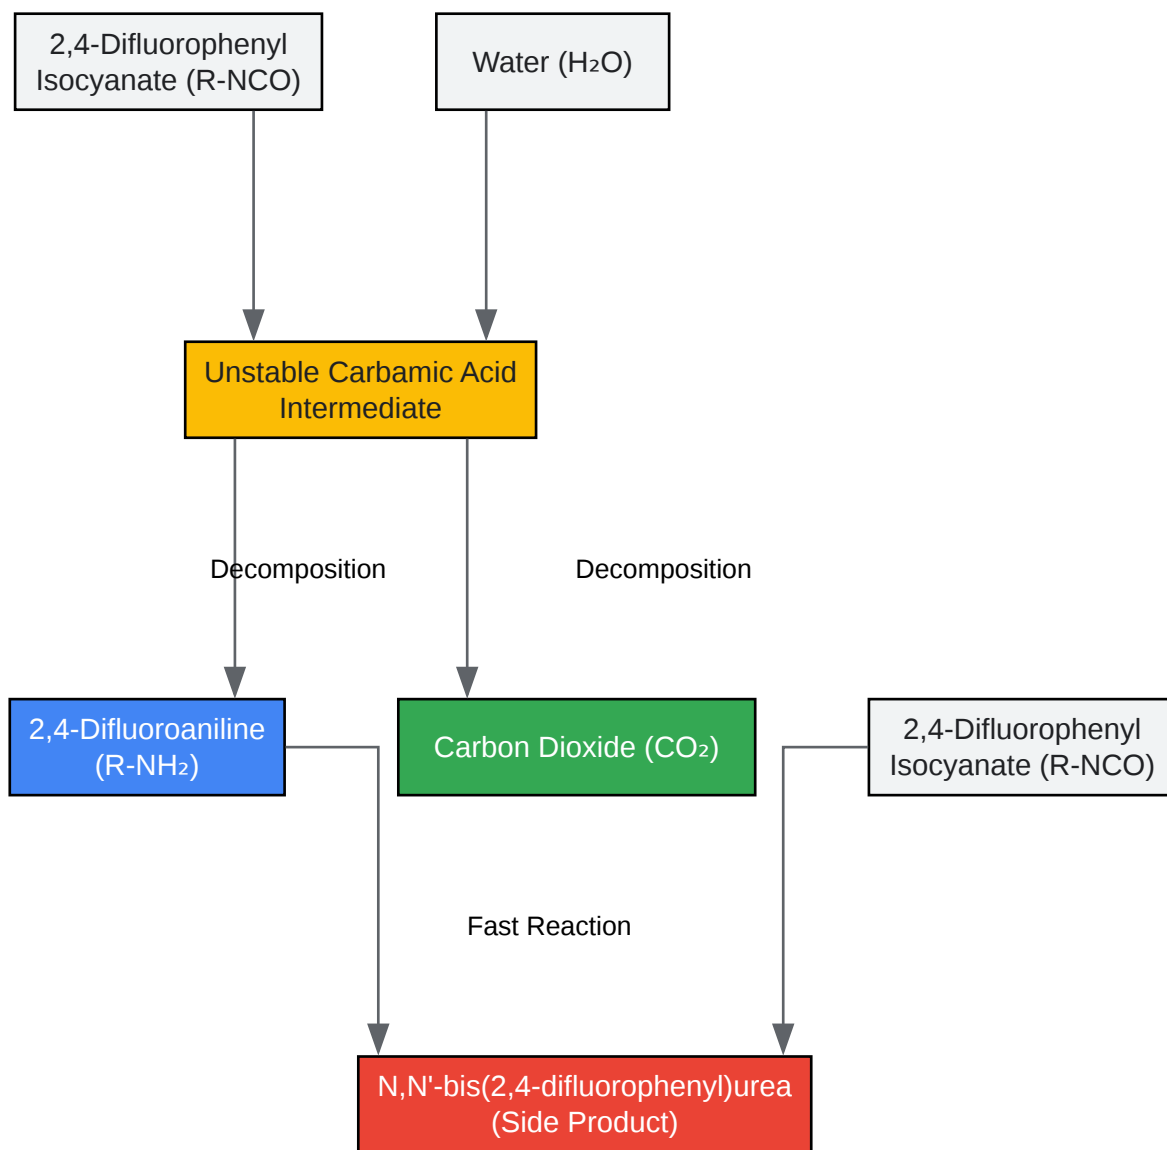 2,4-Difluorophenyl
Isocyanate (R-NCO)
Water (H₂O)
Unstable Carbamic Acid
Intermediate
Decomposition
Decomposition
2,4-Difluoroaniline
(R-NH₂)
Carbon Dioxide (CO₂)
2,4-Difluorophenyl
Isocyanate (R-NCO)
Fast Reaction
N,N'-bis(2,4-difluorophenyl)urea
(Side Product)